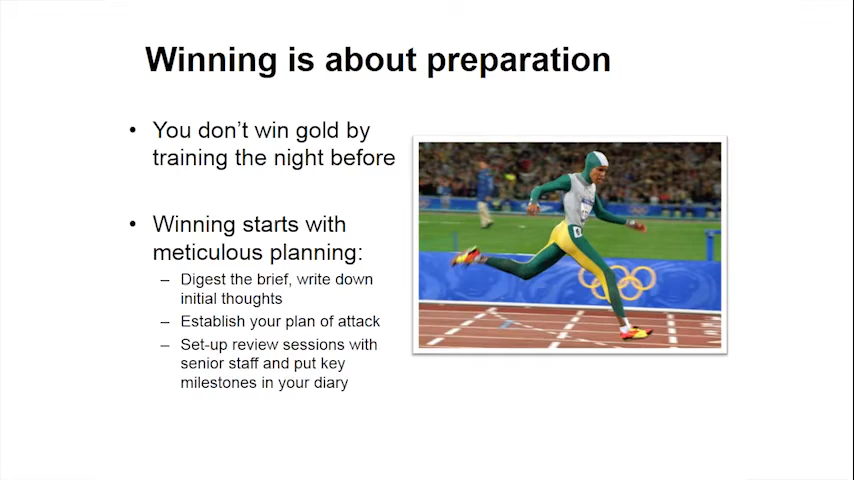 Winning is about preparation
• You don't win gold by
training the night before
• Winning starts with
meticulous planning:
– Digest the brief, write down
initial thoughts
– Establish your plan of attack
– Set-up review sessions with
senior staff and put key
milestones in your diary